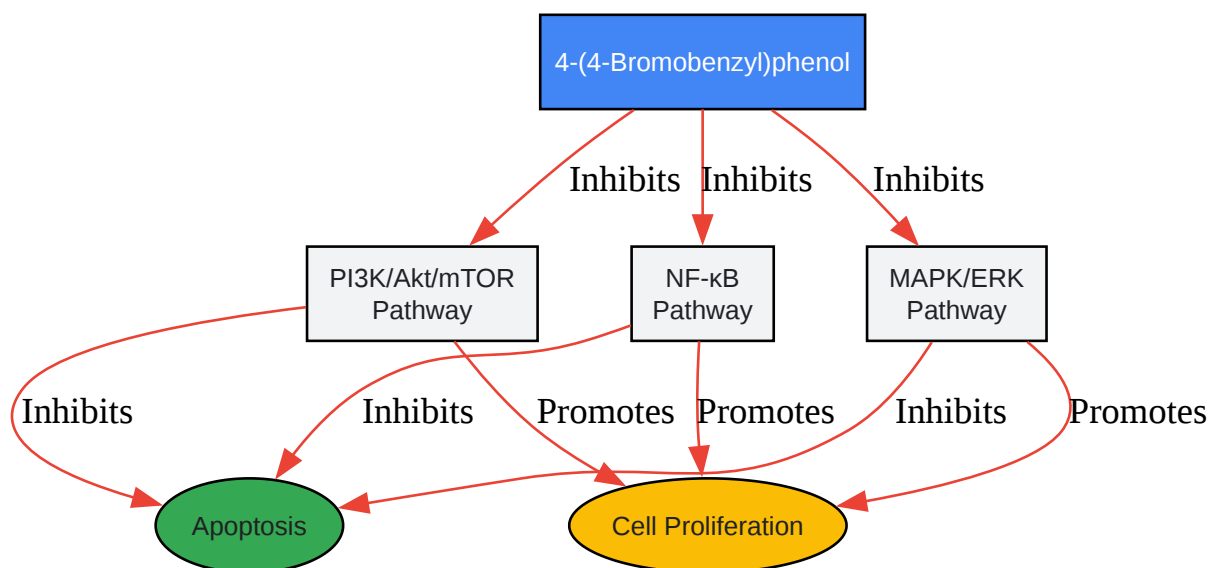 4-(4-Bromobenzyl)phenol
Inhibits
Inhibits
Inhibits
PI3K/Akt/mTOR
Pathway
NF-κB
Pathway
MAPK/ERK
Pathway
Inhibits
Inhibits
Promotes
Promotes
Inhibits
Promotes
Apoptosis
Cell Proliferation